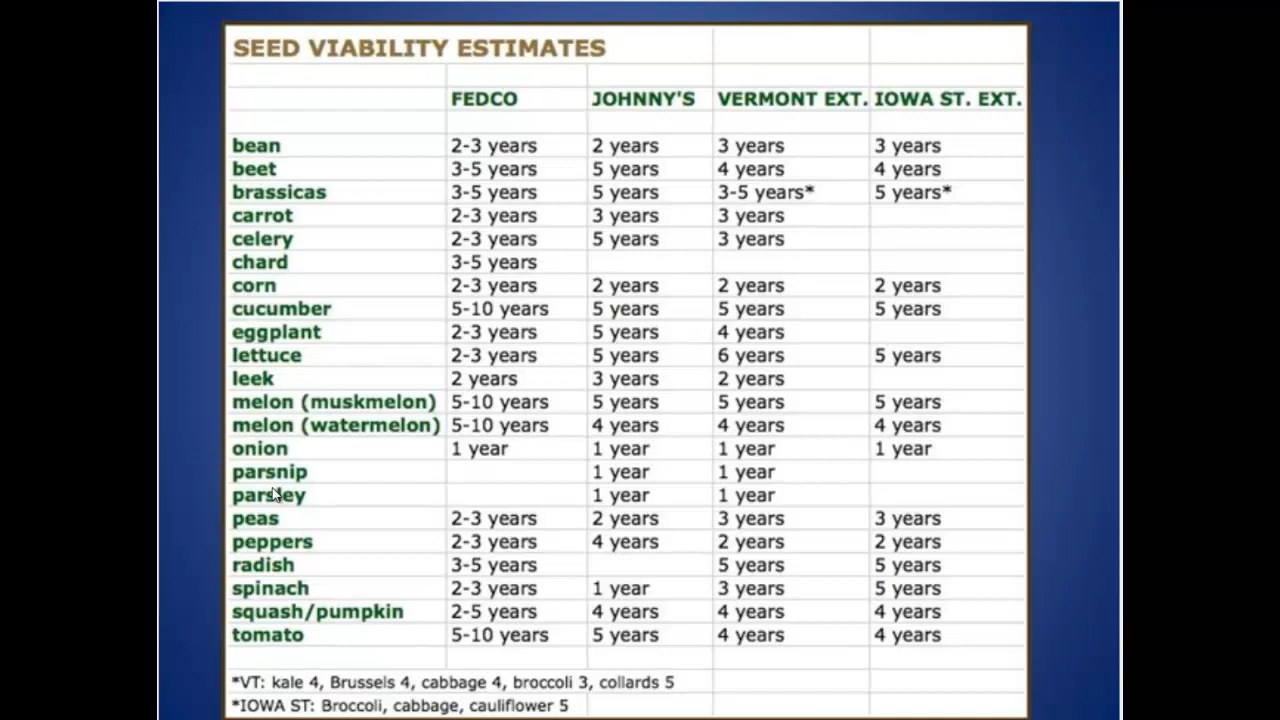 SEED VIABILITY ESTIMATES
FEDCO JOHNNY'S VERMONT EXT. IOWA ST. EXT.
bean 2-3 years 2 years 3 years 3 years
beet 3-5 years 5 years 4 years 4 years
brassicas 3-5 years 5 years 3-5 years* 5 years*
carrot 2-3 years 3 years 3 years
celery 2-3 years 5 years 3 years
chard 3-5 years
corn 2-3 years 2 years 2 years 2 years
cucumber 5-10 years 5 years 5 years 5 years
eggplant 2-3 years 5 years 4 years
lettuce 2-3 years 5 years 6 years 5 years
leek 2 years 3 years 2 years
melon (muskmelon) 5-10 years 5 years 5 years 5 years
melon (watermelon) 5-10 years 4 years 4 years 4 years
onion 1 year 1 year 1 year 1 year
parsnip 1 year 1 year
parsley 1 year 1 year
peas 2-3 years 2 years 3 years 3 years
peppers 2-3 years 4 years 2 years 2 years
radish 3-5 years 5 years 5 years
spinach 2-3 years 1 year 3 years 5 years
squash/pumpkin 2-5 years 4 years 4 years 4 years
tomato 5-10 years 5 years 4 years 4 years
*VT: kale 4, Brussels 4, cabbage 4, broccoli 3, collards 5
*IOWA ST: Broccoli, cabbage, cauliflower 5